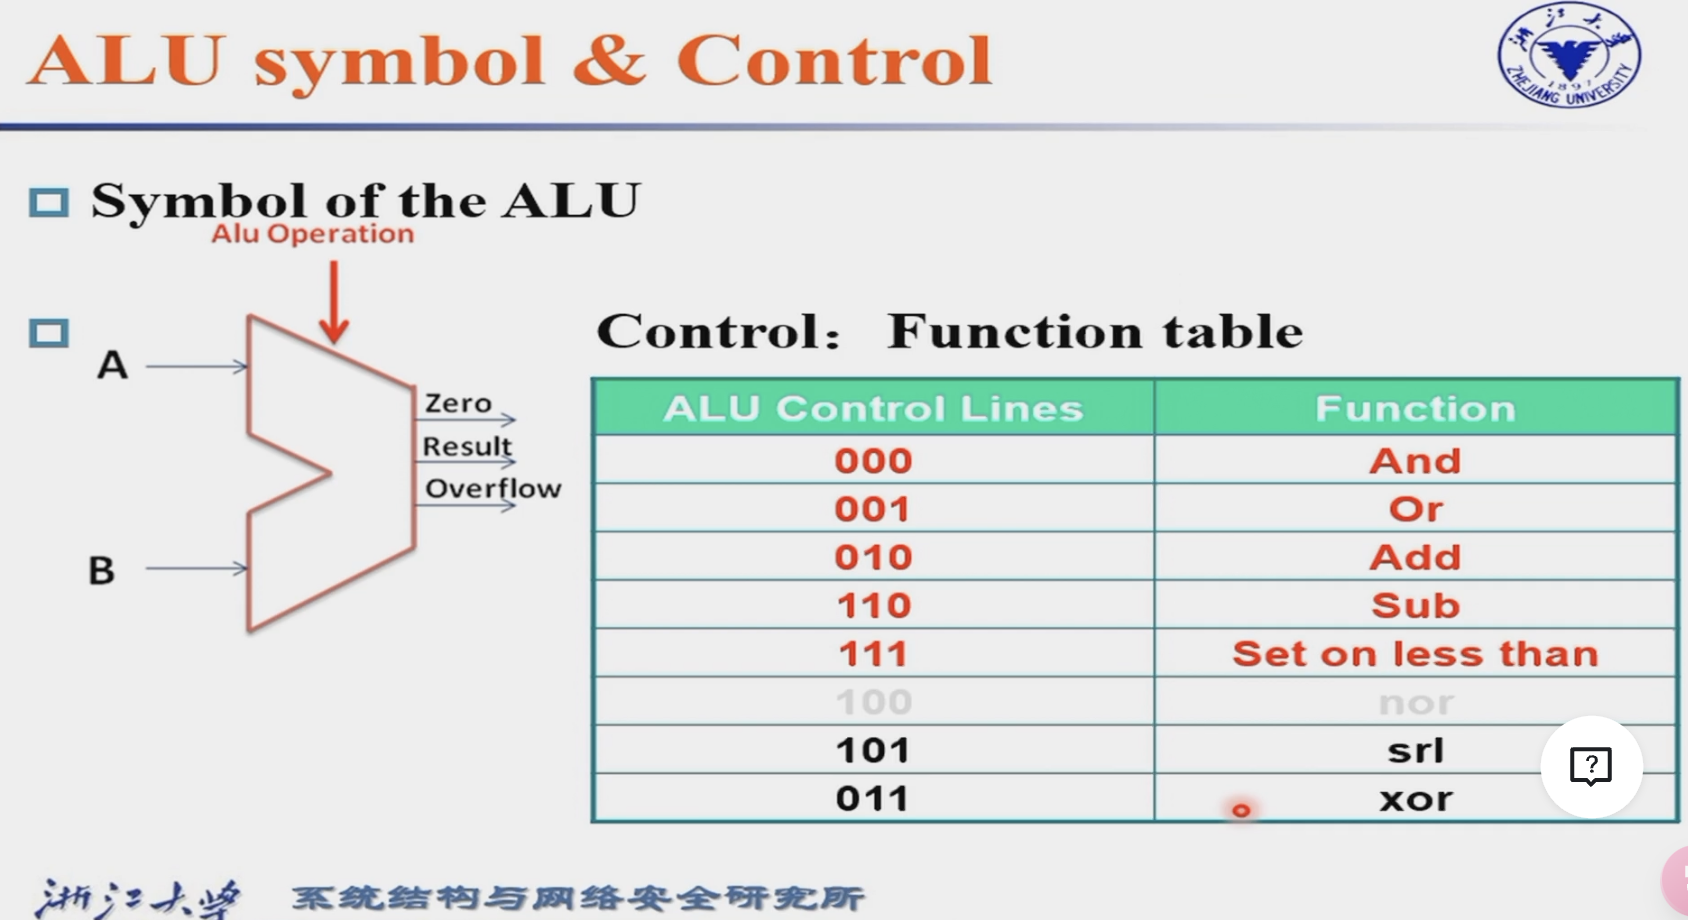 ALU symbol & Control
浙江大学
ZHEJIANG UNIVERSITY
1897
Symbol of the ALU
Alu Operation
A
B
Zero
Result
Overflow
Control： Function table
ALU Control Lines Function
000 And
001 Or
010 Add
110 Sub
111 Set on less than
100 nor
101 srl
011 xor
?
浙江大学 系统结构与网络安全研究所